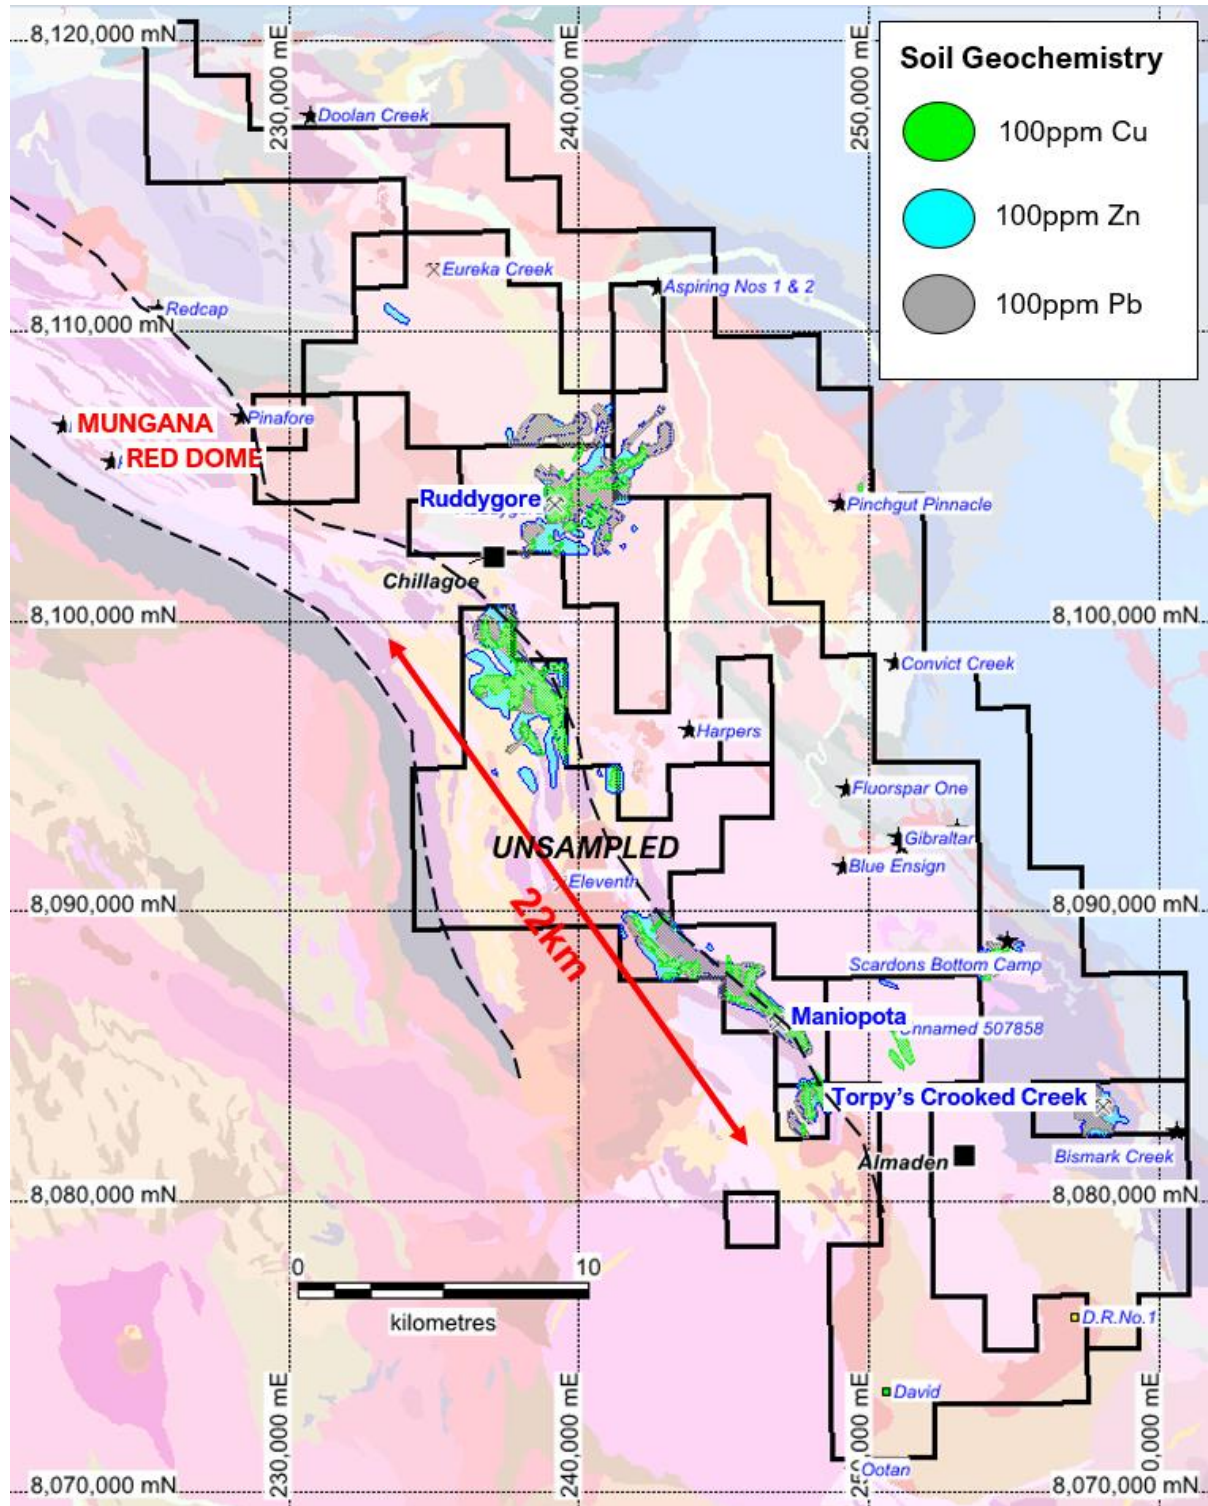 8,120,000 mN
230,000 mE
240,000 mE
250,000 mE
Soil Geochemistry
100ppm Cu
100ppm Zn
100ppm Pb
Doolan Creek
Eureka Creek
Aspiring Nos 1 & 2
Redcap
8,110,000 mN
Pinafore
MUNGANA
RED DOME
Ruddygore
Pinchgut Pinnacle
Chillagoe
8,100,000 mN
8,100,000 mN
Convict Creek
Harpers
Fluorspar One
Gibraltar
UNSAMPLED
Blue Ensign
Eleventh
8,090,000 mN
8,090,000 mN
22km
Scardons Bottom Camp
Maniopota
507858
Torpy's Crooked Creek
Almaden
Bismark Creek
8,080,000 mN
8,080,000 mN
0 10
kilometres
D.R.No.1
David
230,000 mE
240,000 mE
Ootan
8,070,000 mN
8,070,000 mN